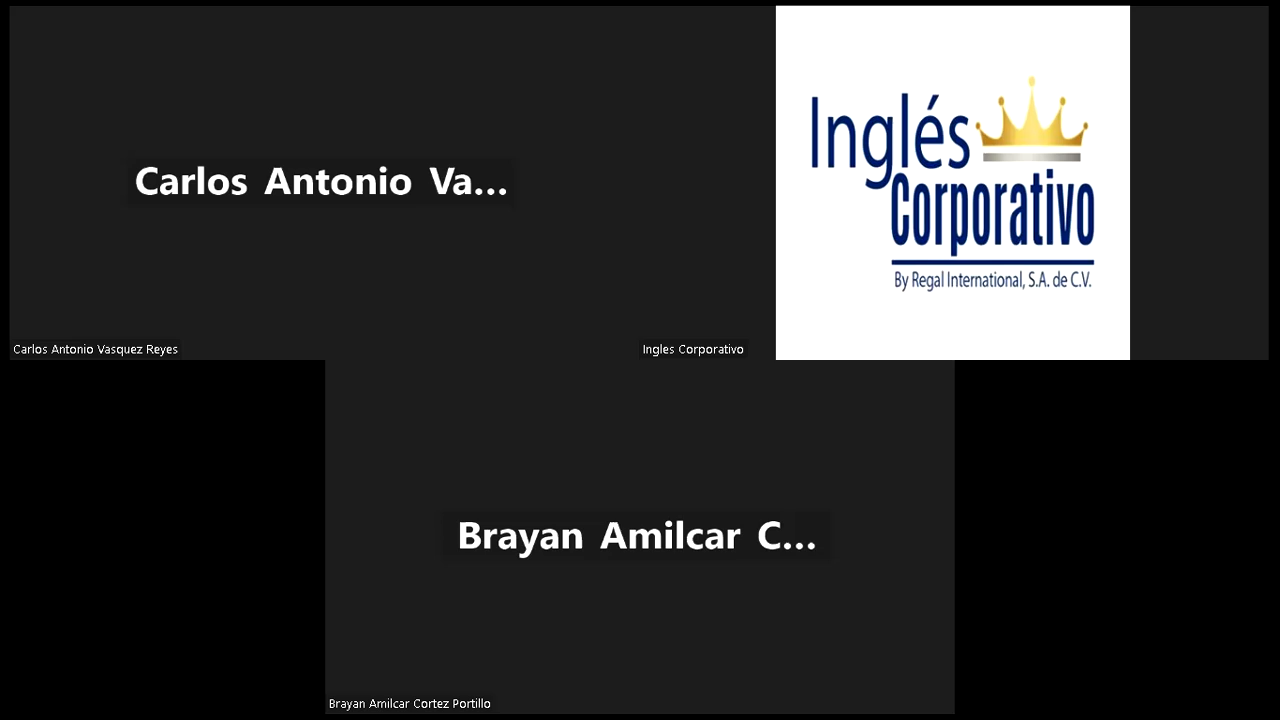 Carlos Antonio Va...
Carlos Antonio Vasquez Reyes
Inglés
Corporativo
By Regal International, S.A. de C.V.
Ingles Corporativo
Brayan Amilcar C...
Brayan Amilcar Cortez Portillo